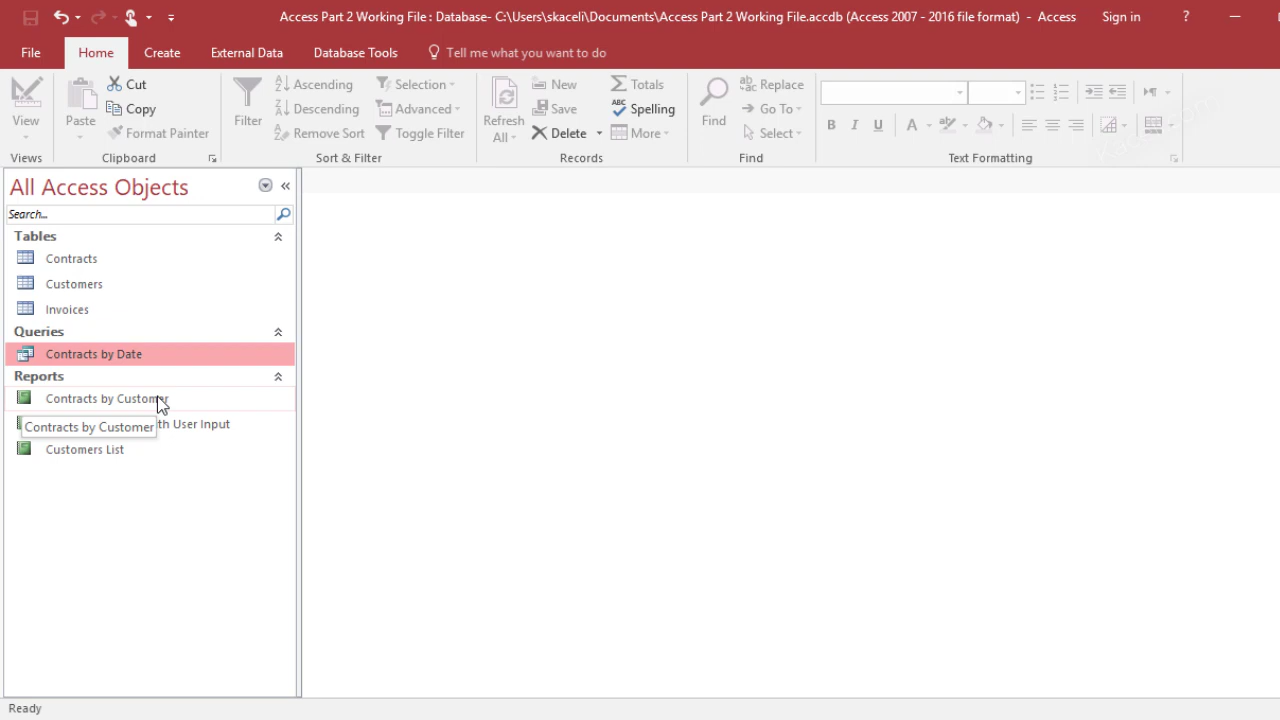 Access Part 2 Working File : Database- C:\Users\skaceli\Documents\Access Part 2 Working File.accdb (Access 2007 - 2016 file format) - Access
Sign in
?
File
Home
Create
External Data
Database Tools
Tell me what you want to do
View
Views
Paste
Cut
Copy
Format Painter
Clipboard
Filter
Ascending
Descending
Remove Sort
Selection
Advanced
Toggle Filter
Sort & Filter
Refresh
All
New
Save
Delete
Totals
Spelling
More
Records
Find
Replace
Go To
Select
Find
B I U
A
Text Formatting
All Access Objects
Search...
Tables
Contracts
Customers
Invoices
Queries
Contracts by Date
Reports
Contracts by Customer
Contracts by Customer
th User Input
Customers List
Ready